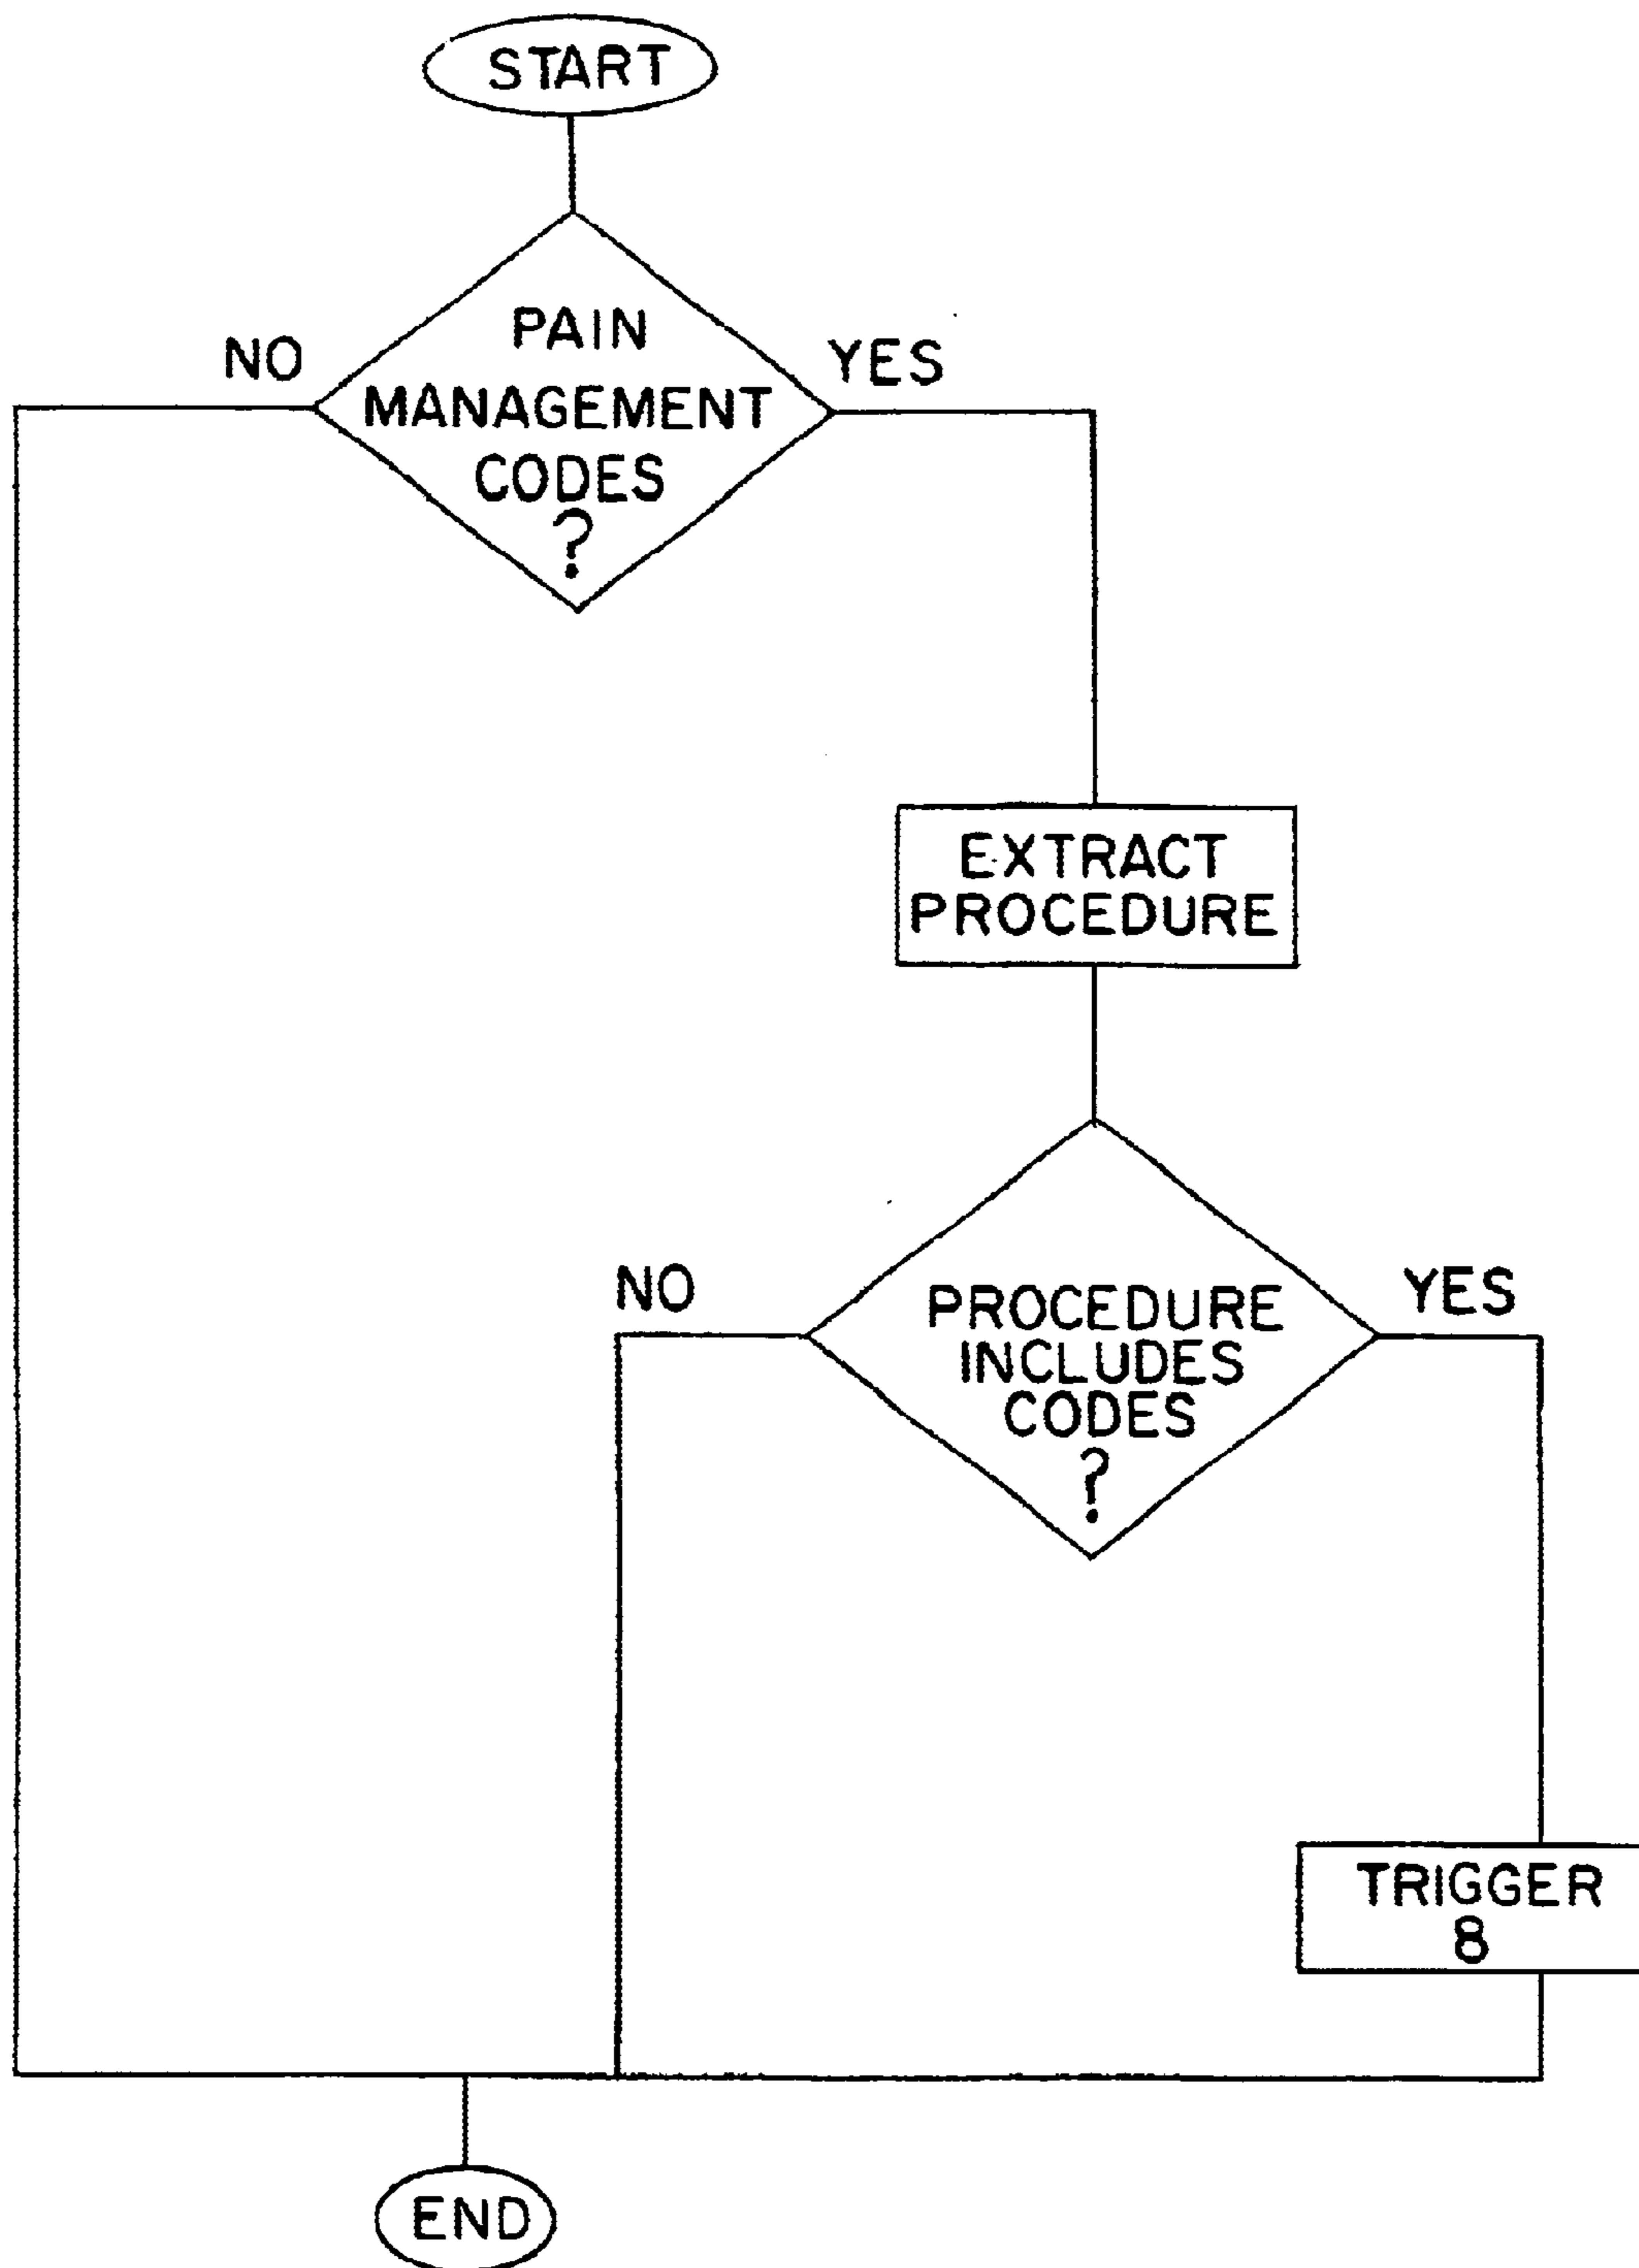 START
NO
PAIN
YES
MANAGEMENT
CODES
?
EXTRACT
PROCEDURE
NO
YES
PROCEDURE
INCLUDES
CODES
?
TRIGGER
8
END